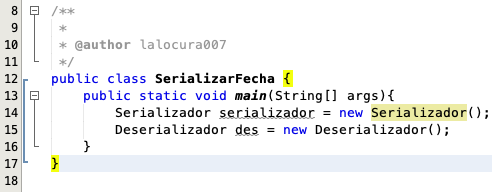 8 /**
9  *
10  * @author lalocura007
11  */
12 public class SerializarFecha {
13     public static void main(String[] args){
14         Serializador serializador = new Serializador();
15         Deserializador des = new Deserializador();
16     }
17 }
18